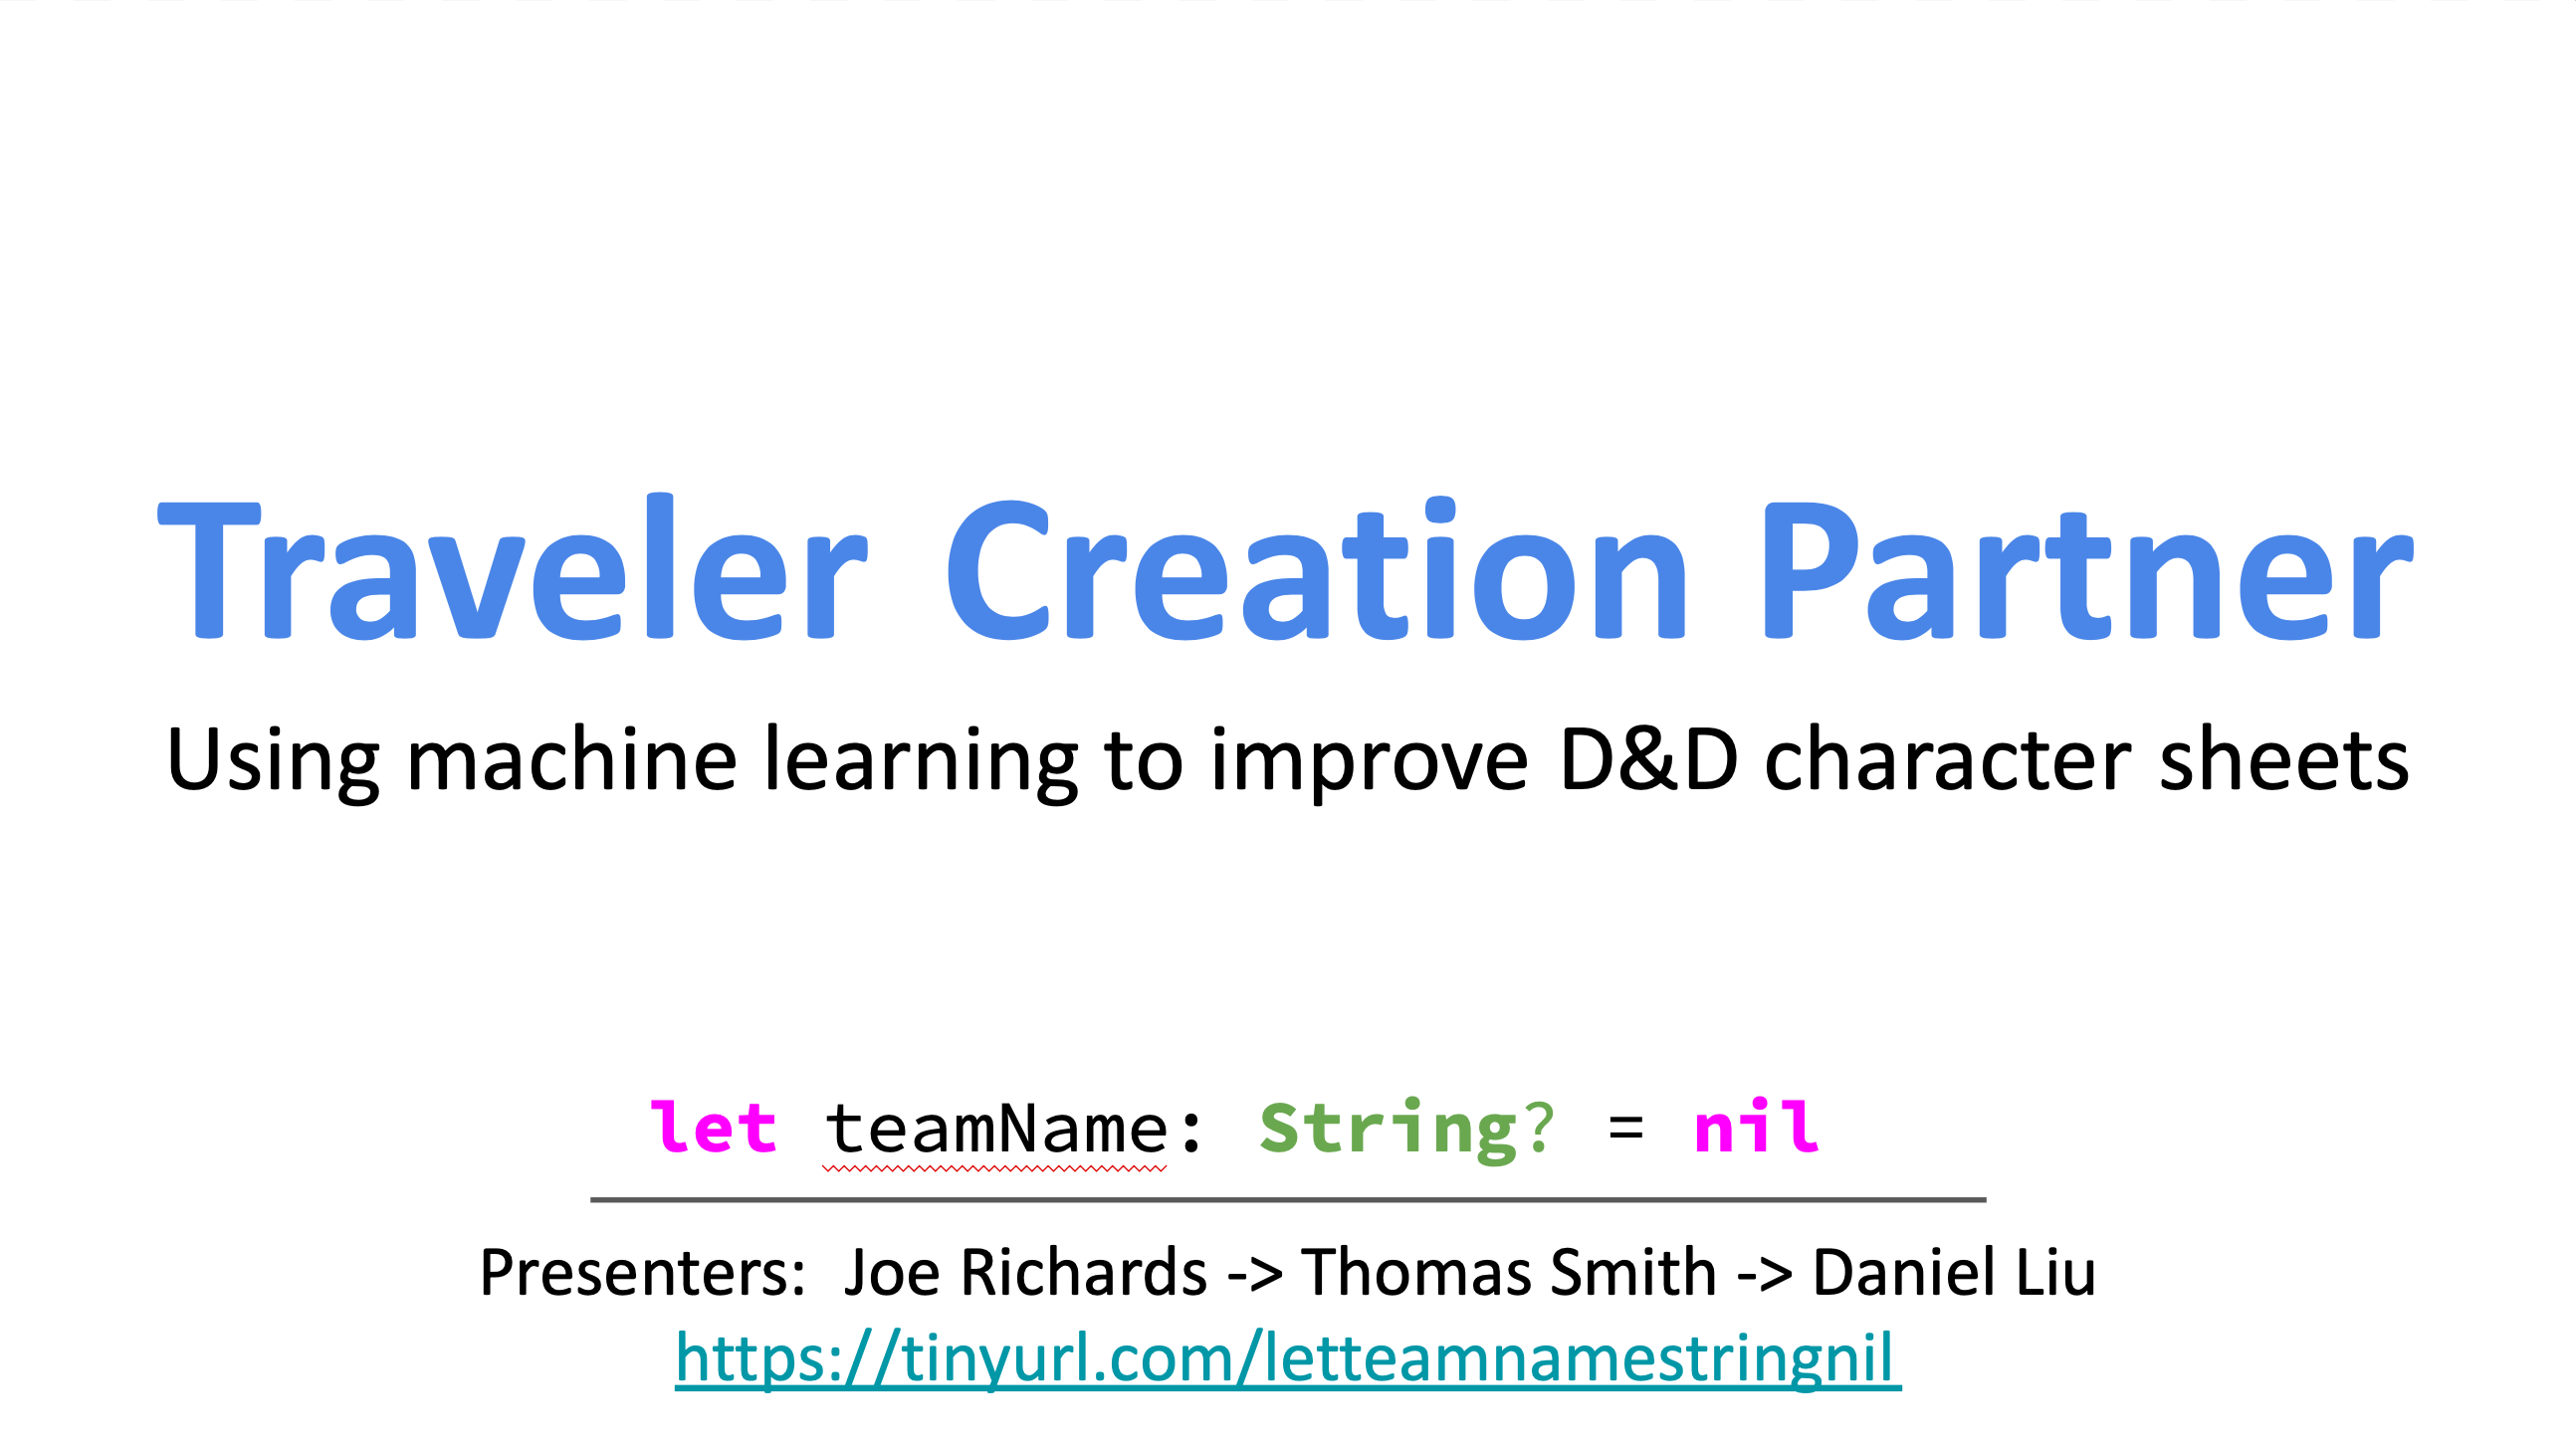 Traveler Creation Partner
Using machine learning to improve D&D character sheets
let teamName: String? = nil
Presenters:  Joe Richards -> Thomas Smith -> Daniel Liu
https://tinyurl.com/letteamnamestringnil